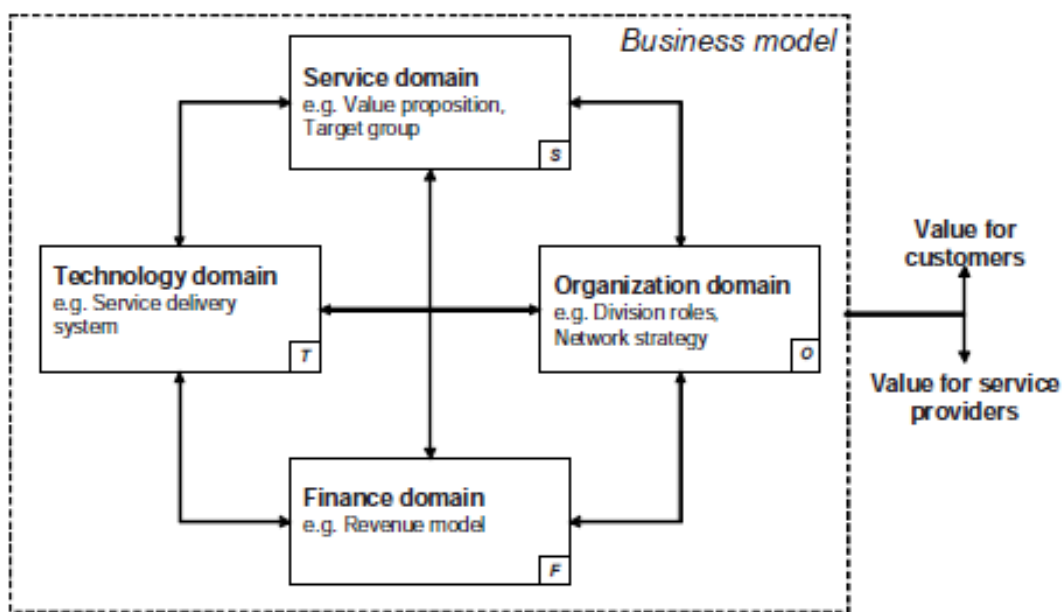 Business model
Service domain
e.g. Value proposition,
Target group
S
Technology domain
e.g. Service delivery
system
T
Organization domain
e.g. Division roles,
Network strategy
O
Value for
customers
Value for service
providers
Finance domain
e.g. Revenue model
F